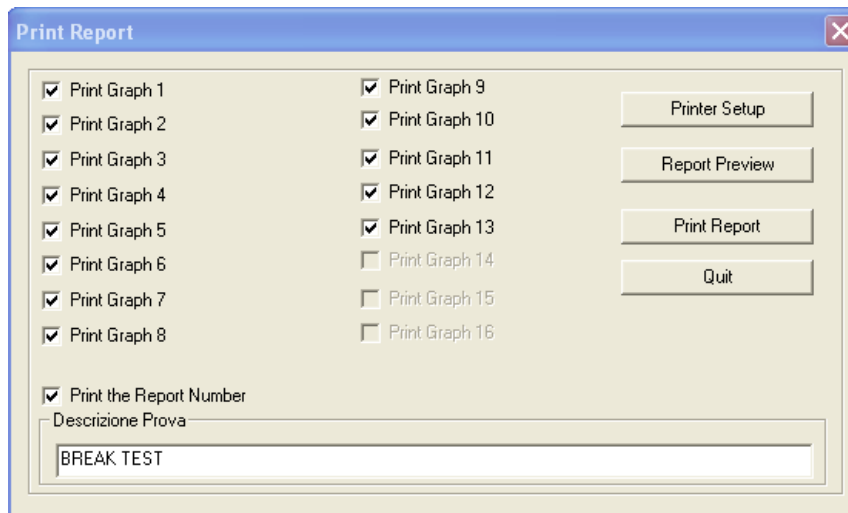 Print Report
Print Graph 1
Print Graph 2
Print Graph 3
Print Graph 4
Print Graph 5
Print Graph 6
Print Graph 7
Print Graph 8
Print Graph 9
Print Graph 10
Print Graph 11
Print Graph 12
Print Graph 13
Print Graph 14
Print Graph 15
Print Graph 16
Printer Setup
Report Preview
Print Report
Quit
Print the Report Number
Descrizione Prova
BREAK TEST